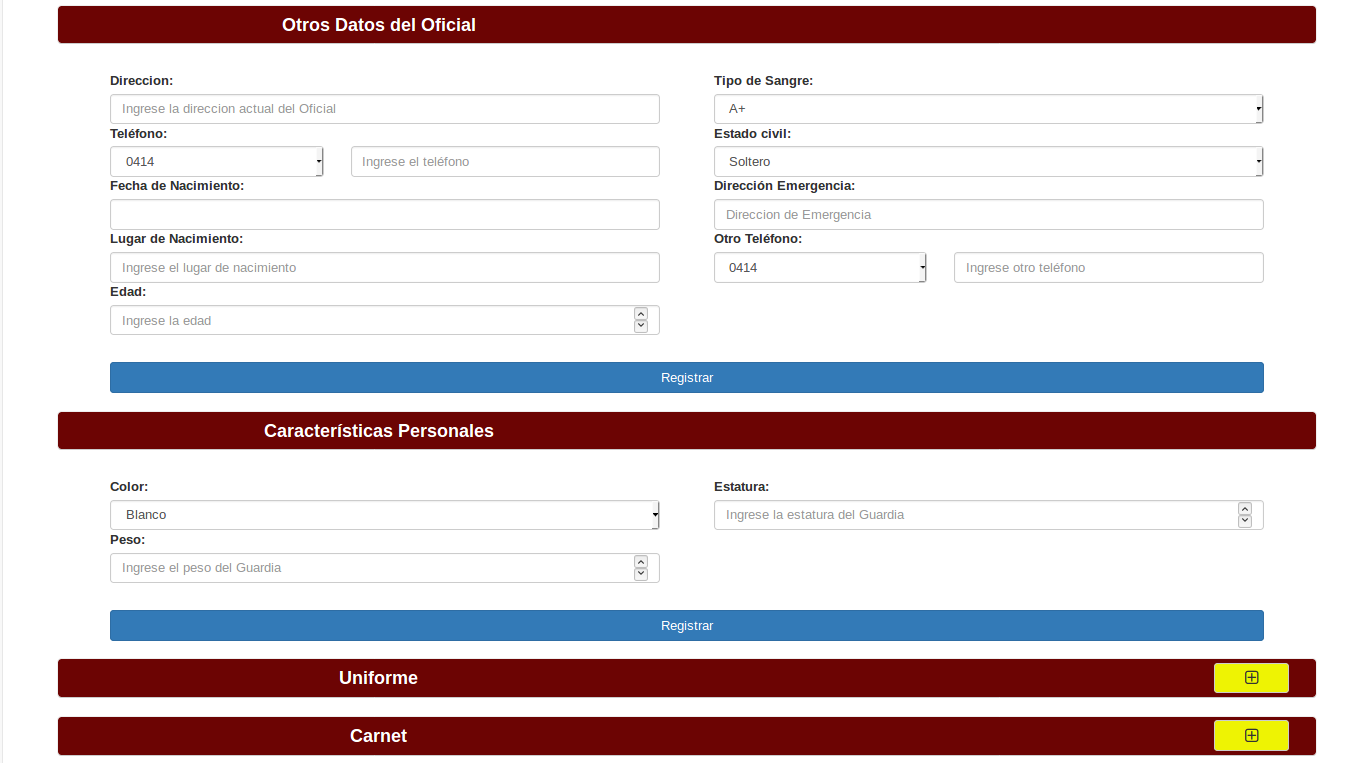 Otros Datos del Oficial
Direccion:
Ingrese la direccion actual del Oficial
Teléfono:
0414
Ingrese el teléfono
Fecha de Nacimiento:
Lugar de Nacimiento:
Ingrese el lugar de nacimiento
Edad:
Ingrese la edad
Tipo de Sangre:
A+
Estado civil:
Soltero
Dirección Emergencia:
Direccion de Emergencia
Otro Teléfono:
0414
Ingrese otro teléfono
Registrar
Características Personales
Color:
Blanco
Peso:
Ingrese el peso del Guardia
Estatura:
Ingrese la estatura del Guardia
Registrar
Uniforme
Carnet